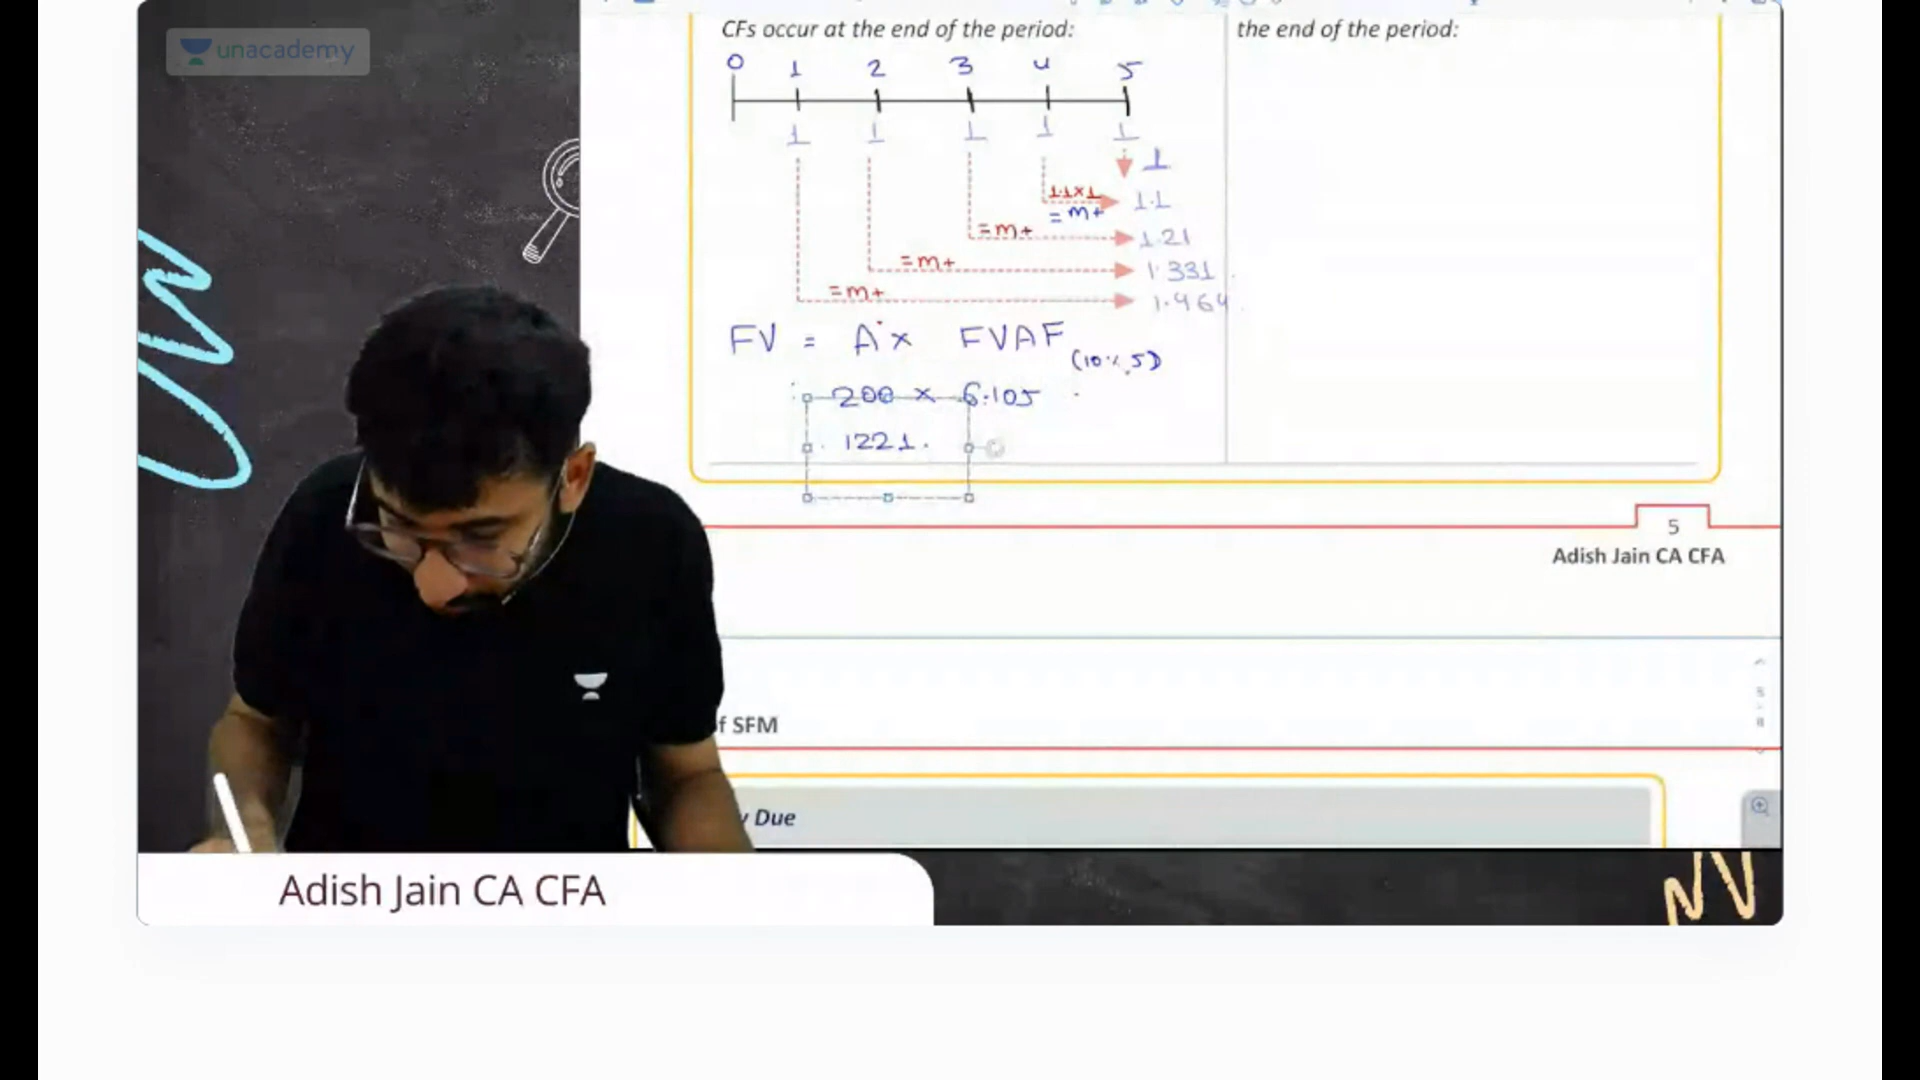 unacademy
CFs occur at the end of the period:
the end of the period:
0 1 2 3 4 5
1 1 1 1 1
1
1.1×1
= m+ 1.1
= m+ 1.21
= m+ 1.331
= m+ 1.464
FV = A × FVAF (10%, 5)
200 × 6.105
1221.
5
Adish Jain CA CFA
f SFM
y Due
Adish Jain CA CFA